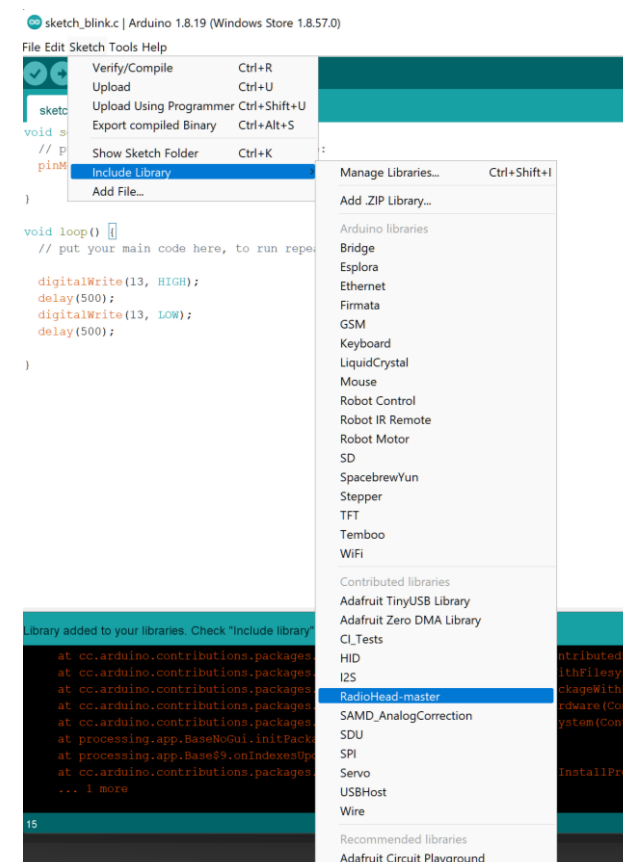 sketch_blink.c | Arduino 1.8.19 (Windows Store 1.8.57.0)
File Edit Sketch Tools Help
Verify/Compile Ctrl+R
Upload Ctrl+U
Upload Using Programmer Ctrl+Shift+U
Export compiled Binary Ctrl+Alt+S
Show Sketch Folder Ctrl+K
Include Library
Add File...
sketc
void s
// p :
pinM
}
void loop() {
// put your main code here, to run repea
digitalWrite(13, HIGH);
delay(500);
digitalWrite(13, LOW);
delay(500);
}
Manage Libraries... Ctrl+Shift+I
Add .ZIP Library...
Arduino libraries
Bridge
Esplora
Ethernet
Firmata
GSM
Keyboard
LiquidCrystal
Mouse
Robot Control
Robot IR Remote
Robot Motor
SD
SpacebrewYun
Stepper
TFT
Temboo
WiFi
Contributed libraries
Adafruit TinyUSB Library
Adafruit Zero DMA Library
CI_Tests
HID
I2S
RadioHead-master
SAMD_AnalogCorrection
SDU
SPI
Servo
USBHost
Wire
Recommended libraries
Adafruit Circuit Playground
Library added to your libraries. Check "Include library"
at cc.arduino.contributions.packages. ntributed
at cc.arduino.contributions.packages. ithFilesy
at cc.arduino.contributions.packages. ckageWith
at cc.arduino.contributions.packages. rdware(Co
at cc.arduino.contributions.packages. ystem(Con
at processing.app.BaseNoGui.initPacka
at processing.app.Base$9.onIndexesUpd
at cc.arduino.contributions.packages. InstallPr
... 1 more
15